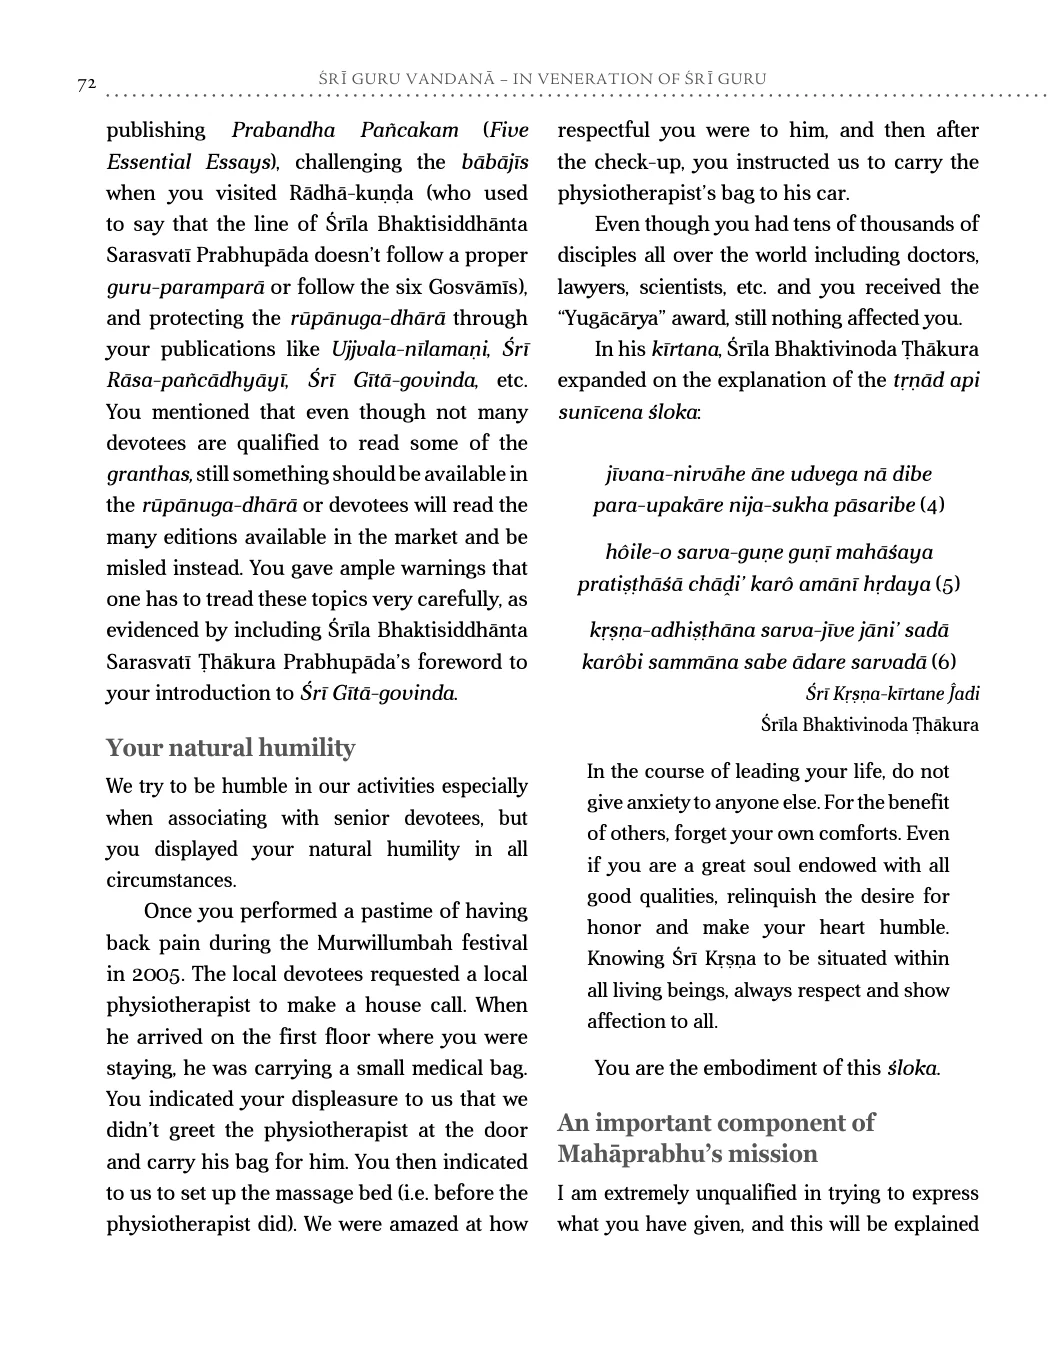 72
ŚRĪ GURU VANDANĀ – IN VENERATION OF ŚRĪ GURU
publishing Prabandha Pañcakam (Five
Essential Essays), challenging the bābājīs
when you visited Rādhā-kuṇḍa (who used
to say that the line of Śrīla Bhaktisiddhānta
Sarasvatī Prabhupāda doesn’t follow a proper
guru-paramparā or follow the six Gosvāmīs),
and protecting the rūpānuga-dhārā through
your publications like Ujjvala-nīlamaṇi, Śrī
Rāsa-pañcādhyāyī, Śrī Gītā-govinda, etc.
You mentioned that even though not many
devotees are qualified to read some of the
granthas, still something should be available in
the rūpānuga-dhārā or devotees will read the
many editions available in the market and be
misled instead. You gave ample warnings that
one has to tread these topics very carefully, as
evidenced by including Śrīla Bhaktisiddhānta
Sarasvatī Ṭhākura Prabhupāda’s foreword to
your introduction to Śrī Gītā-govinda.
Your natural humility
We try to be humble in our activities especially
when associating with senior devotees, but
you displayed your natural humility in all
circumstances.
Once you performed a pastime of having
back pain during the Murwillumbah festival
in 2005. The local devotees requested a local
physiotherapist to make a house call. When
he arrived on the first floor where you were
staying, he was carrying a small medical bag.
You indicated your displeasure to us that we
didn’t greet the physiotherapist at the door
and carry his bag for him. You then indicated
to us to set up the massage bed (i.e. before the
physiotherapist did). We were amazed at how
respectful you were to him, and then after
the check-up, you instructed us to carry the
physiotherapist’s bag to his car.
Even though you had tens of thousands of
disciples all over the world including doctors,
lawyers, scientists, etc. and you received the
“Yugācārya” award, still nothing affected you.
In his kīrtana, Śrīla Bhaktivinoda Ṭhākura
expanded on the explanation of the tṛṇād api
sunīcena śloka:
jīvana-nirvāhe āne udvega nā dibe
para-upakāre nija-sukha pāsaribe (4)
hôile-o sarva-guṇe guṇī mahāśaya
pratiṣṭhāśā chāḓi’ karô amānī hṛdaya (5)
kṛṣṇa-adhiṣṭhāna sarva-jīve jāni’ sadā
karôbi sammāna sabe ādare sarvadā (6)
Śrī Kṛṣṇa-kīrtane Ĵadi
Śrīla Bhaktivinoda Ṭhākura
In the course of leading your life, do not
give anxiety to anyone else. For the benefit
of others, forget your own comforts. Even
if you are a great soul endowed with all
good qualities, relinquish the desire for
honor and make your heart humble.
Knowing Śrī Kṛṣṇa to be situated within
all living beings, always respect and show
affection to all.
You are the embodiment of this śloka.
An important component of
Mahāprabhu’s mission
I am extremely unqualified in trying to express
what you have given, and this will be explained